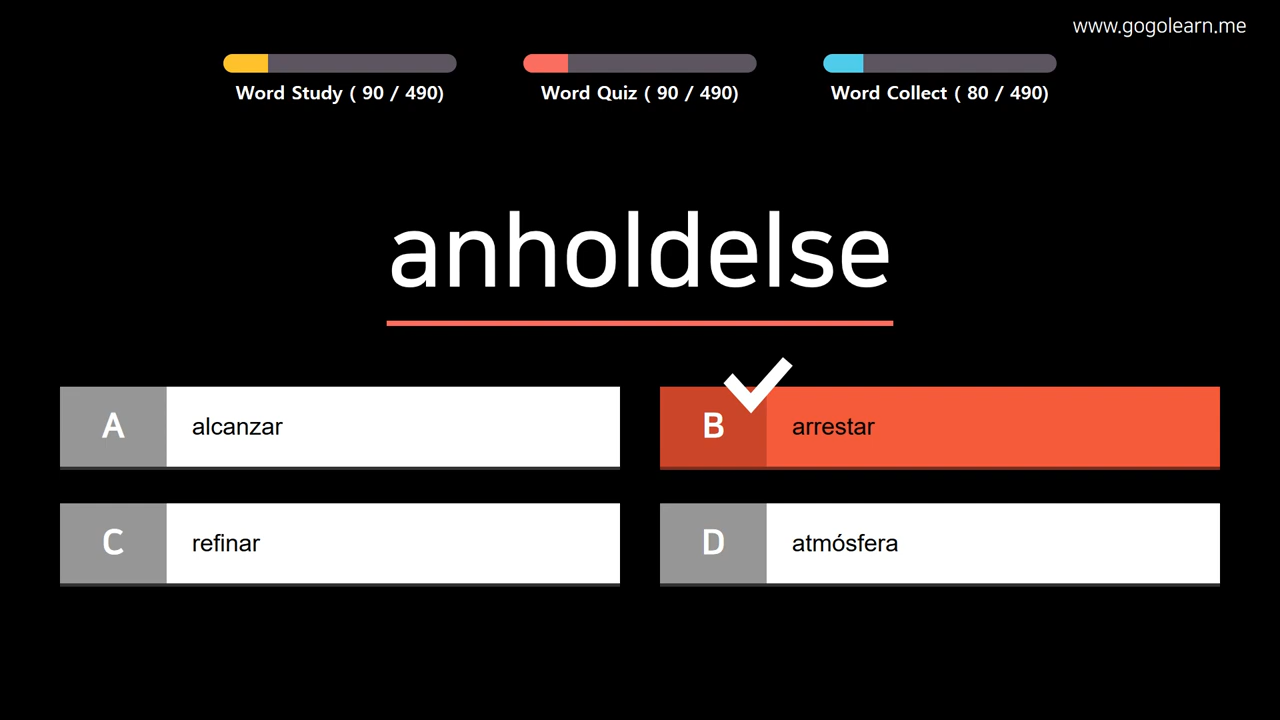 www.gogolearn.me
Word Study ( 90 / 490)
Word Quiz ( 90 / 490)
Word Collect ( 80 / 490)
anholdelse
A alcanzar
B arrestar
C refinar
D atmósfera